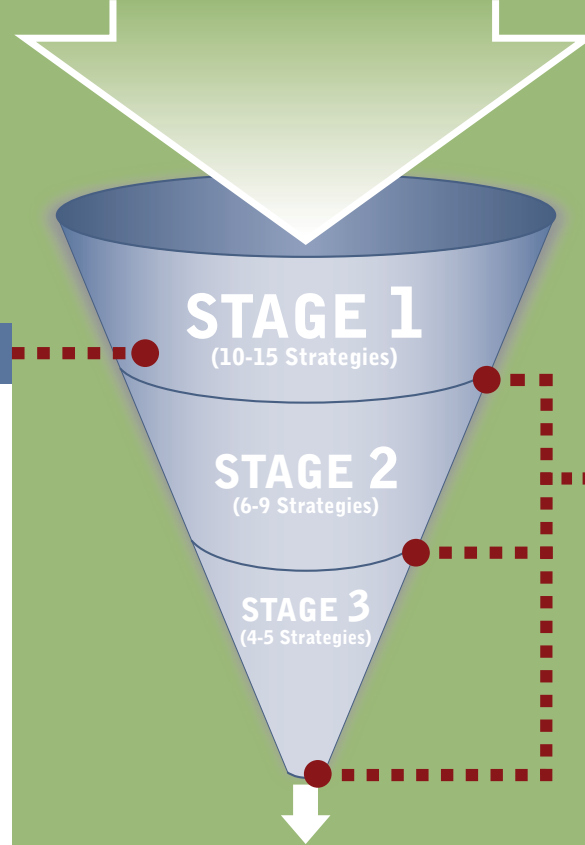 STAGE 1
(10-15 Strategies)
STAGE 2
(6-9 Strategies)
STAGE 3
(4-5 Strategies)